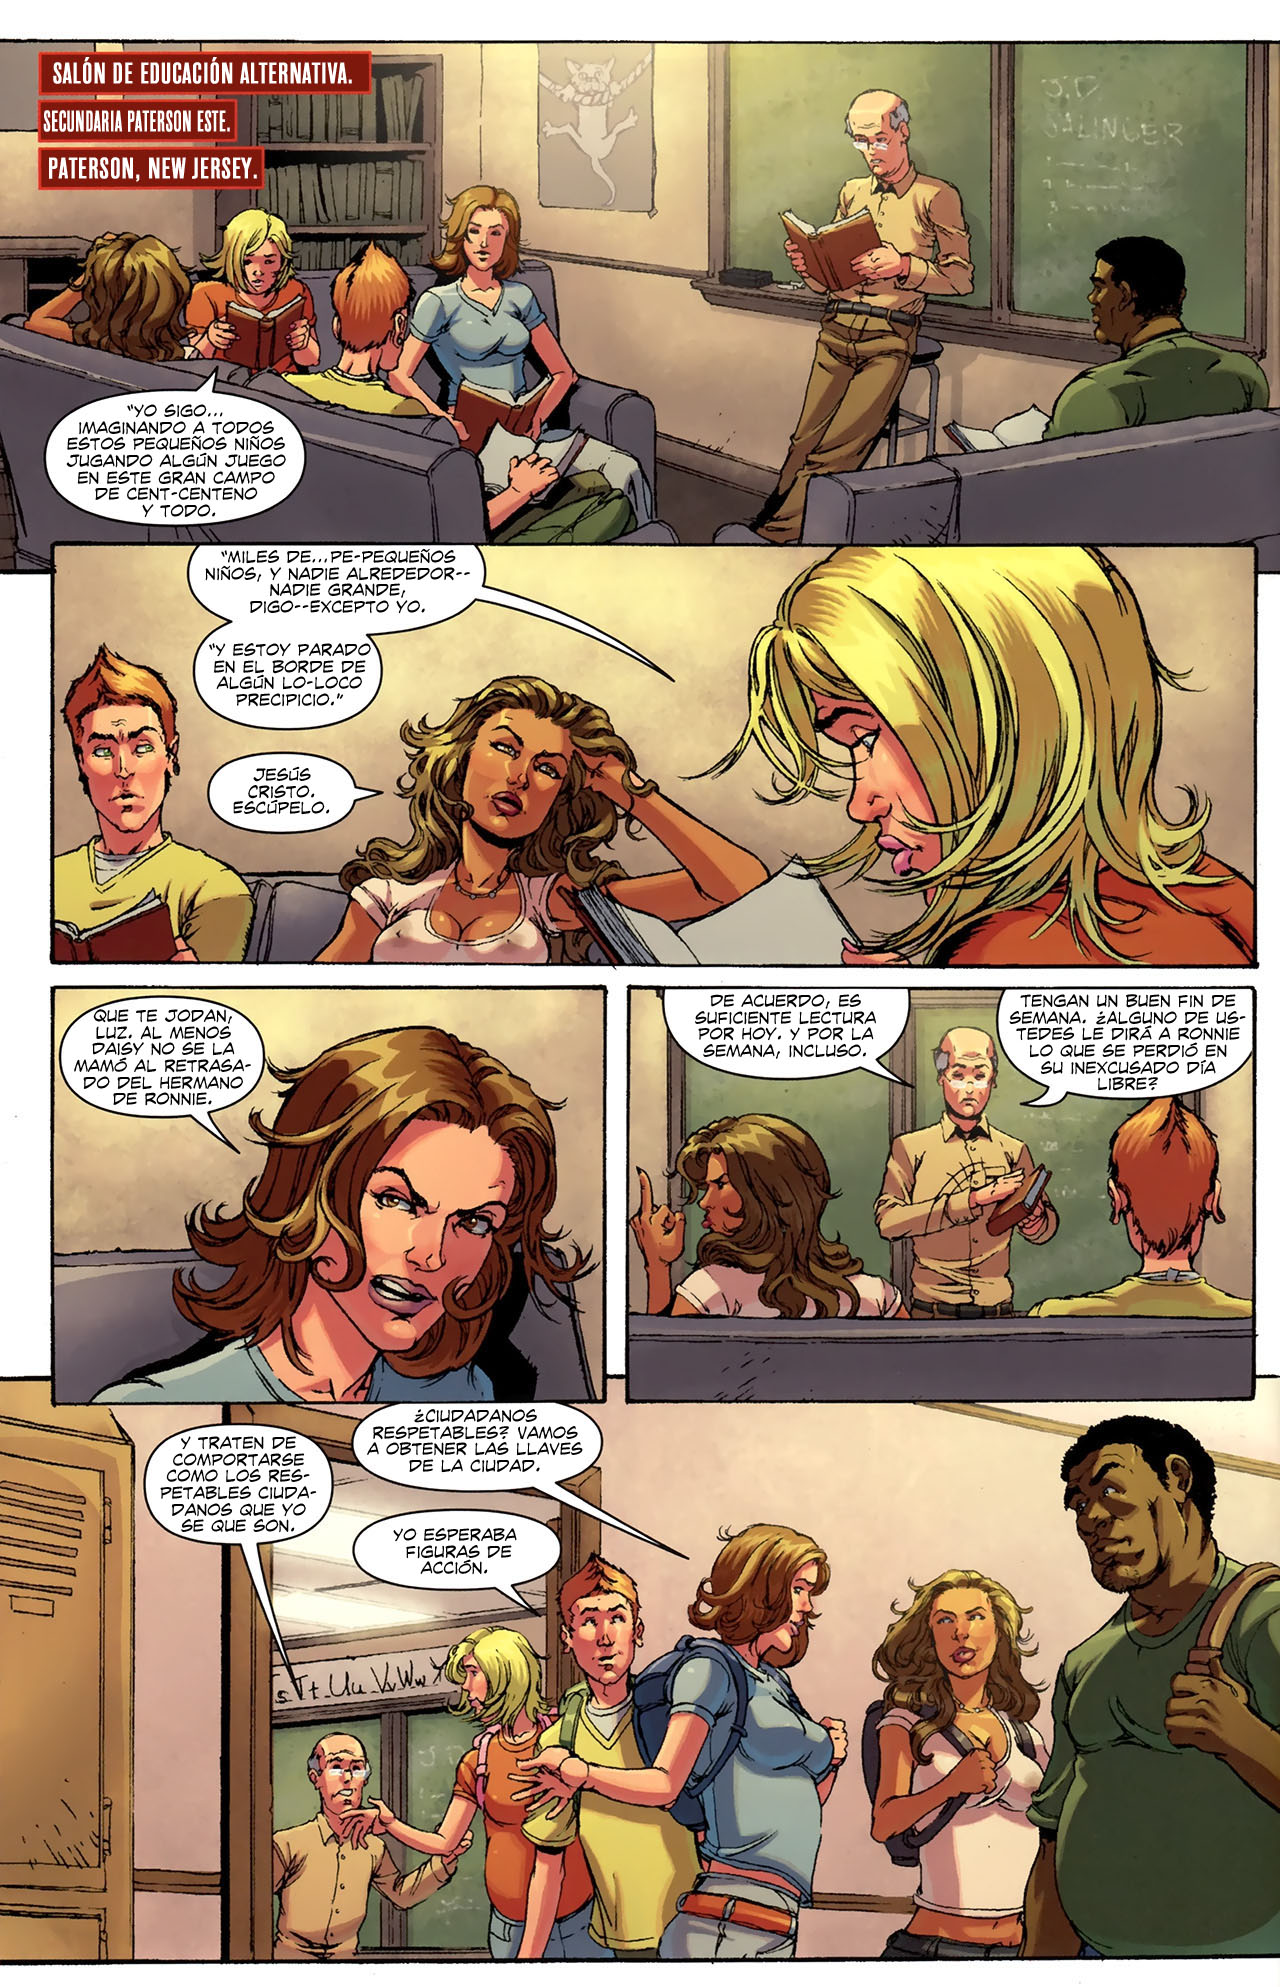 SALÓN DE EDUCACIÓN ALTERNATIVA.
SECUNDARIA PATERSON ESTE.
PATERSON, NEW JERSEY.
J.D.
SALINGER
"YO SIGO...
IMAGINANDO A TODOS
ESTOS PEQUEÑOS NIÑOS
JUGANDO ALGÚN JUEGO
EN ESTE GRAN CAMPO
DE CENT-CENTENO
Y TODO.
"MILES DE...PE-PEQUEÑOS
NIÑOS, Y NADIE ALREDEDOR--
NADIE GRANDE,
DIGO--EXCEPTO YO.
"Y ESTOY PARADO
EN EL BORDE DE
ALGÚN LO-LOCO
PRECIPICIO."
JESÚS
CRISTO.
ESCÚPELO.
QUE TE JODAN,
LUZ. AL MENOS
DAISY NO SE LA
MAMÓ AL RETRASA-
DO DEL HERMANO
DE RONNIE.
DE ACUERDO, ES
SUFICIENTE LECTURA
POR HOY. Y POR LA
SEMANA, INCLUSO.
TENGAN UN BUEN FIN DE
SEMANA. ¿ALGUNO DE US-
TEDES LE DIRÁ A RONNIE
LO QUE SE PERDIÓ EN
SU INEXCUSADO DÍA
LIBRE?
Y TRATEN DE
COMPORTARSE
COMO LOS RES-
PETABLES CIUDA-
DANOS QUE YO
SE QUE SON.
¿CIUDADANOS
RESPETABLES? VAMOS
A OBTENER LAS LLAVES
DE LA CIUDAD.
YO ESPERABA
FIGURAS DE
ACCIÓN.
s Tt Uu Vv Ww